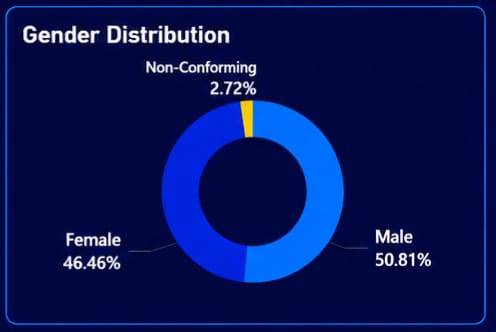 Gender Distribution
Non-Conforming
2.72%
Female
46.46%
Male
50.81%